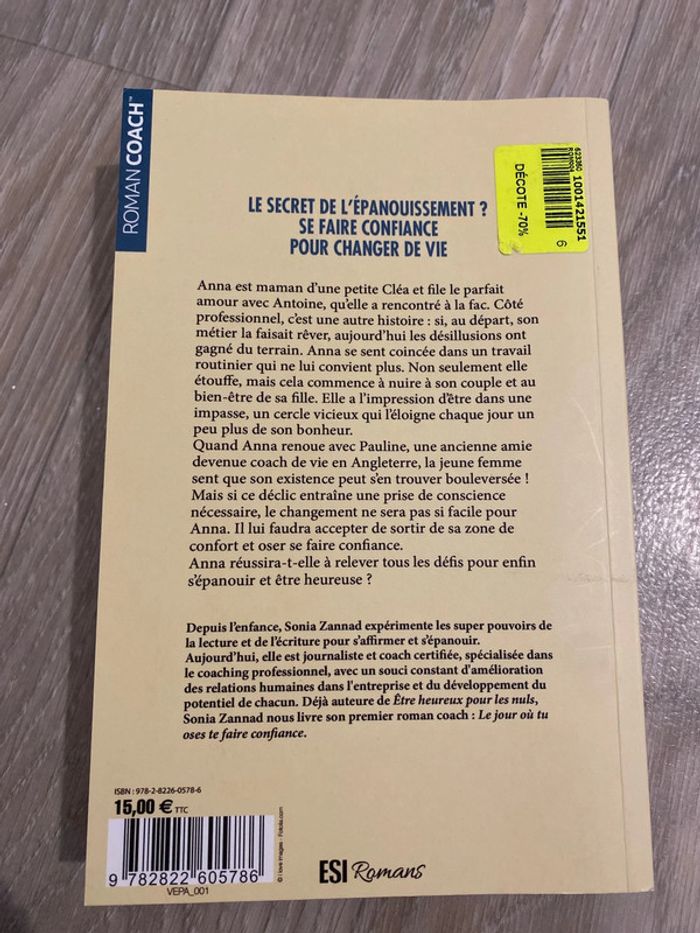 ROMAN COACH™
LE SECRET DE L'ÉPANOUISSEMENT ?
SE FAIRE CONFIANCE
POUR CHANGER DE VIE
623360
1001421551
DÉCOTE -70%
6
Anna est maman d'une petite Cléa et file le parfait
amour avec Antoine, qu'elle a rencontré à la fac. Côté
professionnel, c'est une autre histoire : si, au départ, son
métier la faisait rêver, aujourd'hui les désillusions ont
gagné du terrain. Anna se sent coincée dans un travail
routinier qui ne lui convient plus. Non seulement elle
étouffe, mais cela commence à nuire à son couple et au
bien-être de sa fille. Elle a l'impression d'être dans une
impasse, un cercle vicieux qui l'éloigne chaque jour un
peu plus de son bonheur.
Quand Anna renoue avec Pauline, une ancienne amie
devenue coach de vie en Angleterre, la jeune femme
sent que son existence peut s'en trouver bouleversée !
Mais si ce déclic entraîne une prise de conscience
nécessaire, le changement ne sera pas si facile pour
Anna. Il lui faudra accepter de sortir de sa zone de
confort et oser se faire confiance.
Anna réussira-t-elle à relever tous les défis pour enfin
s'épanouir et être heureuse ?
Depuis l'enfance, Sonia Zannad expérimente les super pouvoirs de
la lecture et de l'écriture pour s'affirmer et s'épanouir.
Aujourd'hui, elle est journaliste et coach certifiée, spécialisée dans
le coaching professionnel, avec un souci constant d'amélioration
des relations humaines dans l'entreprise et du développement du
potentiel de chacun. Déjà auteure de Être heureux pour les nuls,
Sonia Zannad nous livre son premier roman coach : Le jour où tu
oses te faire confiance.
ISBN : 978-2-8226-0578-6
15,00 € TTC
9 782822 605786
VEPA_001
© I love images - Fotolia.com
ESI Romans